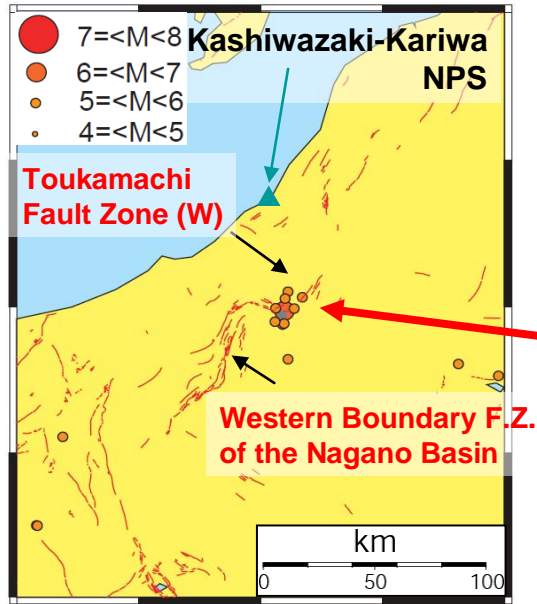 7=<M<8
6=<M<7
5=<M<6
4=<M<5
Kashiwazaki-Kariwa
NPS
Toukamachi
Fault Zone (W)
Western Boundary F.Z.
of the Nagano Basin
km
0 50 100